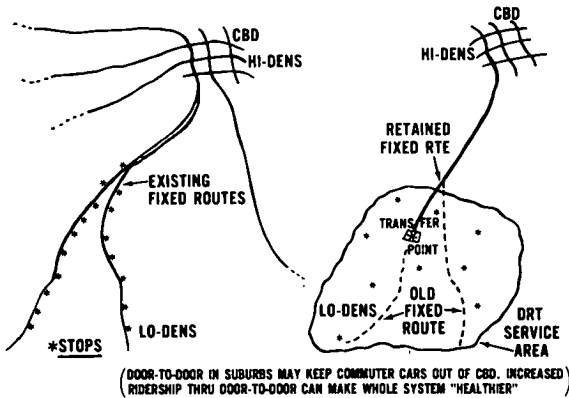 CBD
HI-DENS
EXISTING
FIXED ROUTES
LO-DENS
*STOPS
CBD
HI-DENS
RETAINED
FIXED RTE
TRANSFER
POINT
LO-DENS
OLD
FIXED
ROUTE
DRT
SERVICE
AREA
(DOOR-TO-DOOR IN SUBURBS MAY KEEP COMMUTER CARS OUT OF CBD. INCREASED
RIDERSHIP THRU DOOR-TO-DOOR CAN MAKE WHOLE SYSTEM "HEALTHIER")